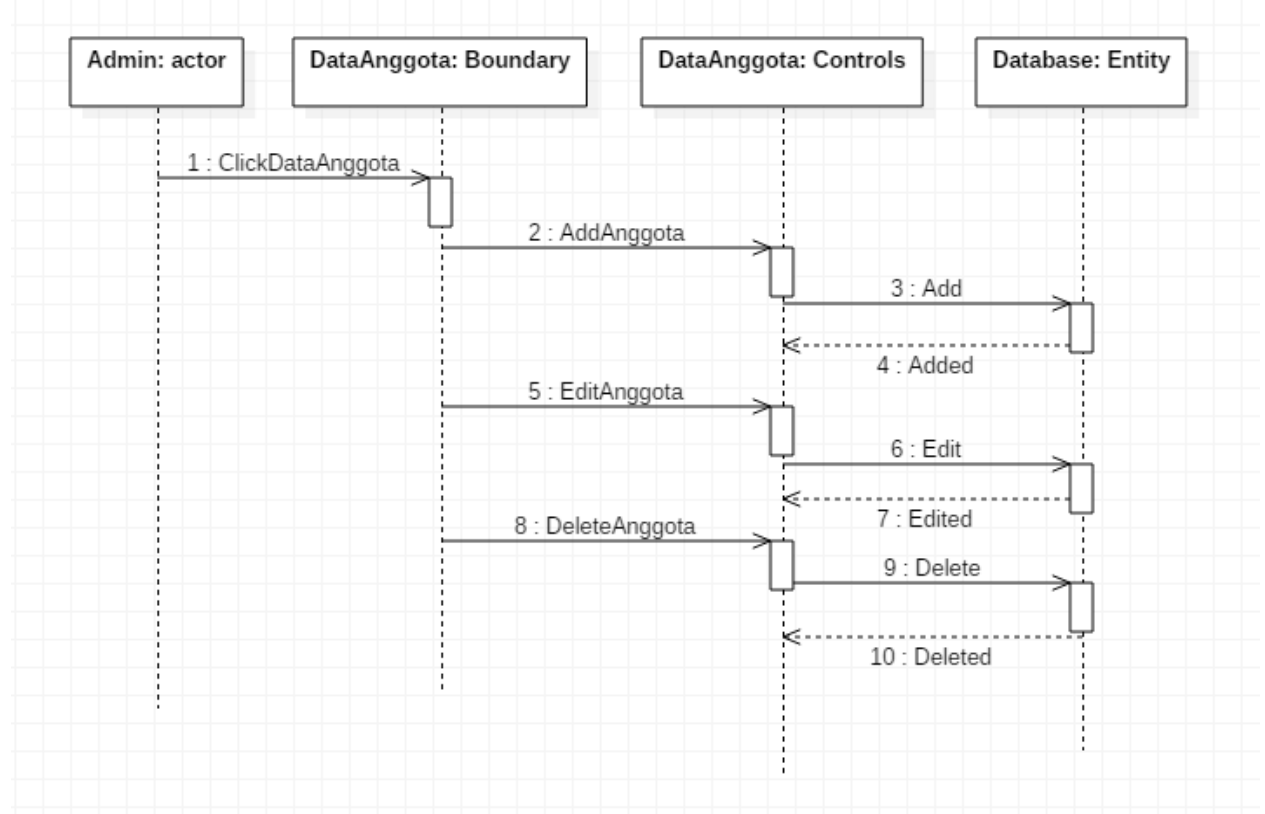 Admin: actor
DataAnggota: Boundary
DataAnggota: Controls
Database: Entity
1 : ClickDataAnggota
2 : AddAnggota
3 : Add
4 : Added
5 : EditAnggota
6 : Edit
7 : Edited
8 : DeleteAnggota
9 : Delete
10 : Deleted